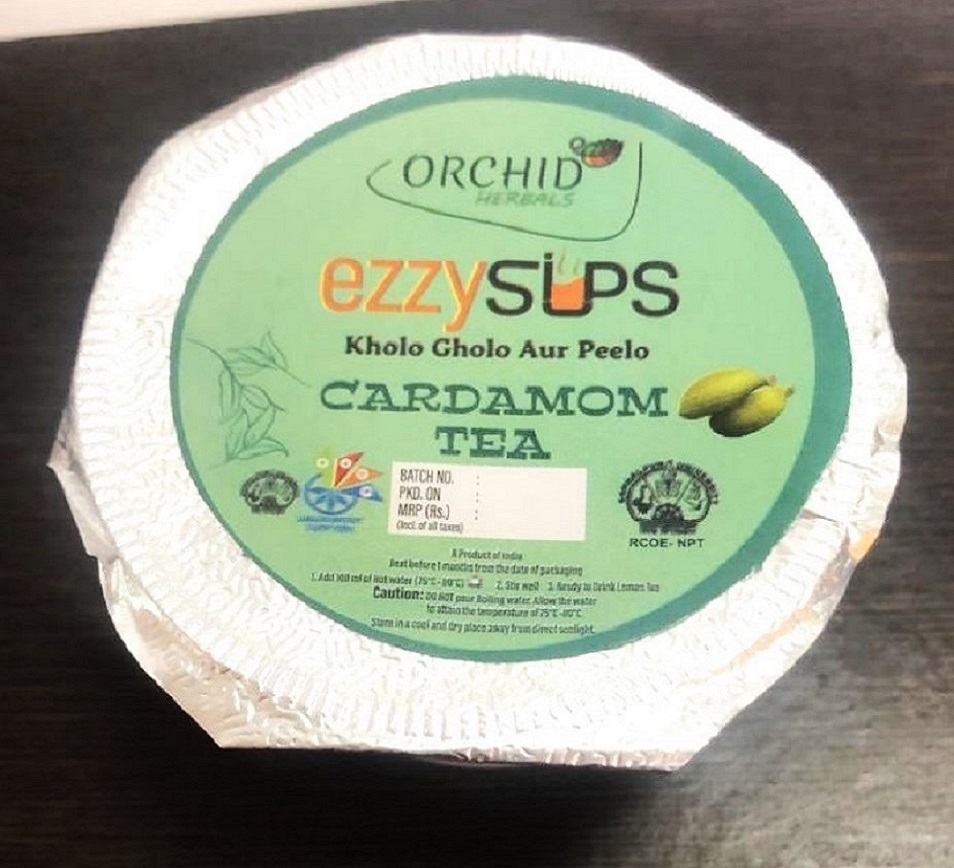 ORCHID
HERBALS
ezzysips
Kholo Gholo Aur Peelo
CARDAMOM
TEA
BATCH NO. :
PKD. ON :
MRP (Rs.) :
(Incl. of all taxes)
RCOE- NPT
A Product of India
Best before 1 months from the date of packaging
1. Add 100 ml of Hot water (75°C-80°C) 2. Stir well 3. Ready to Drink Lemon Tea
Caution: DO NOT pour Boiling water. Allow the water
to attain the temperature of 75°C -80°C
Store in a cool and dry place away from direct sunlight.